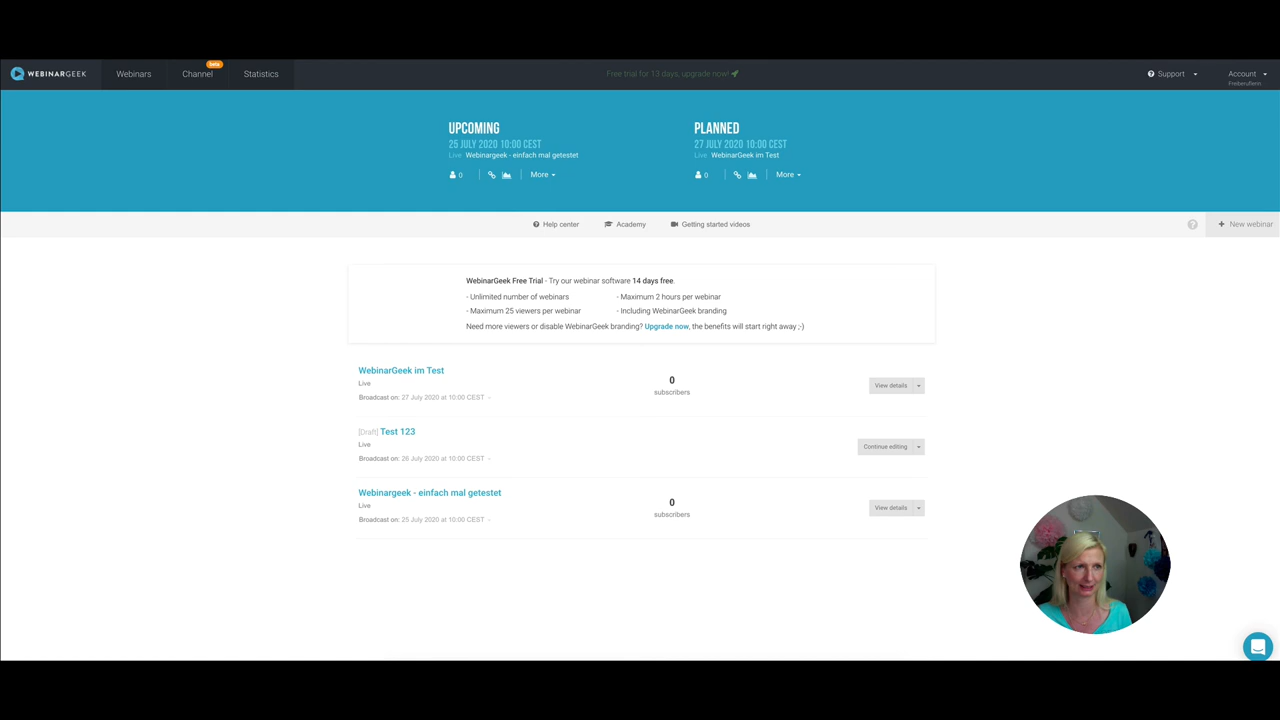 WEBINARGEEK
Webinars
Channel
beta
Statistics
Free trial for 13 days, upgrade now!
Support
Account
Freiberuflerin
UPCOMING
25 JULY 2020 10:00 CEST
Live Webinargeek - einfach mal getestet
0
More
PLANNED
27 JULY 2020 10:00 CEST
Live WebinarGeek im Test
0
More
Help center
Academy
Getting started videos
?
+ New webinar
WebinarGeek Free Trial - Try our webinar software 14 days free.
- Unlimited number of webinars
- Maximum 2 hours per webinar
- Maximum 25 viewers per webinar
- Including WebinarGeek branding
Need more viewers or disable WebinarGeek branding? Upgrade now, the benefits will start right away ;-)
WebinarGeek im Test
Live
Broadcast on: 27 July 2020 at 10:00 CEST -
0
subscribers
View details
[Draft] Test 123
Live
Broadcast on: 26 July 2020 at 10:00 CEST -
Continue editing
Webinargeek - einfach mal getestet
Live
Broadcast on: 25 July 2020 at 10:00 CEST -
0
subscribers
View details